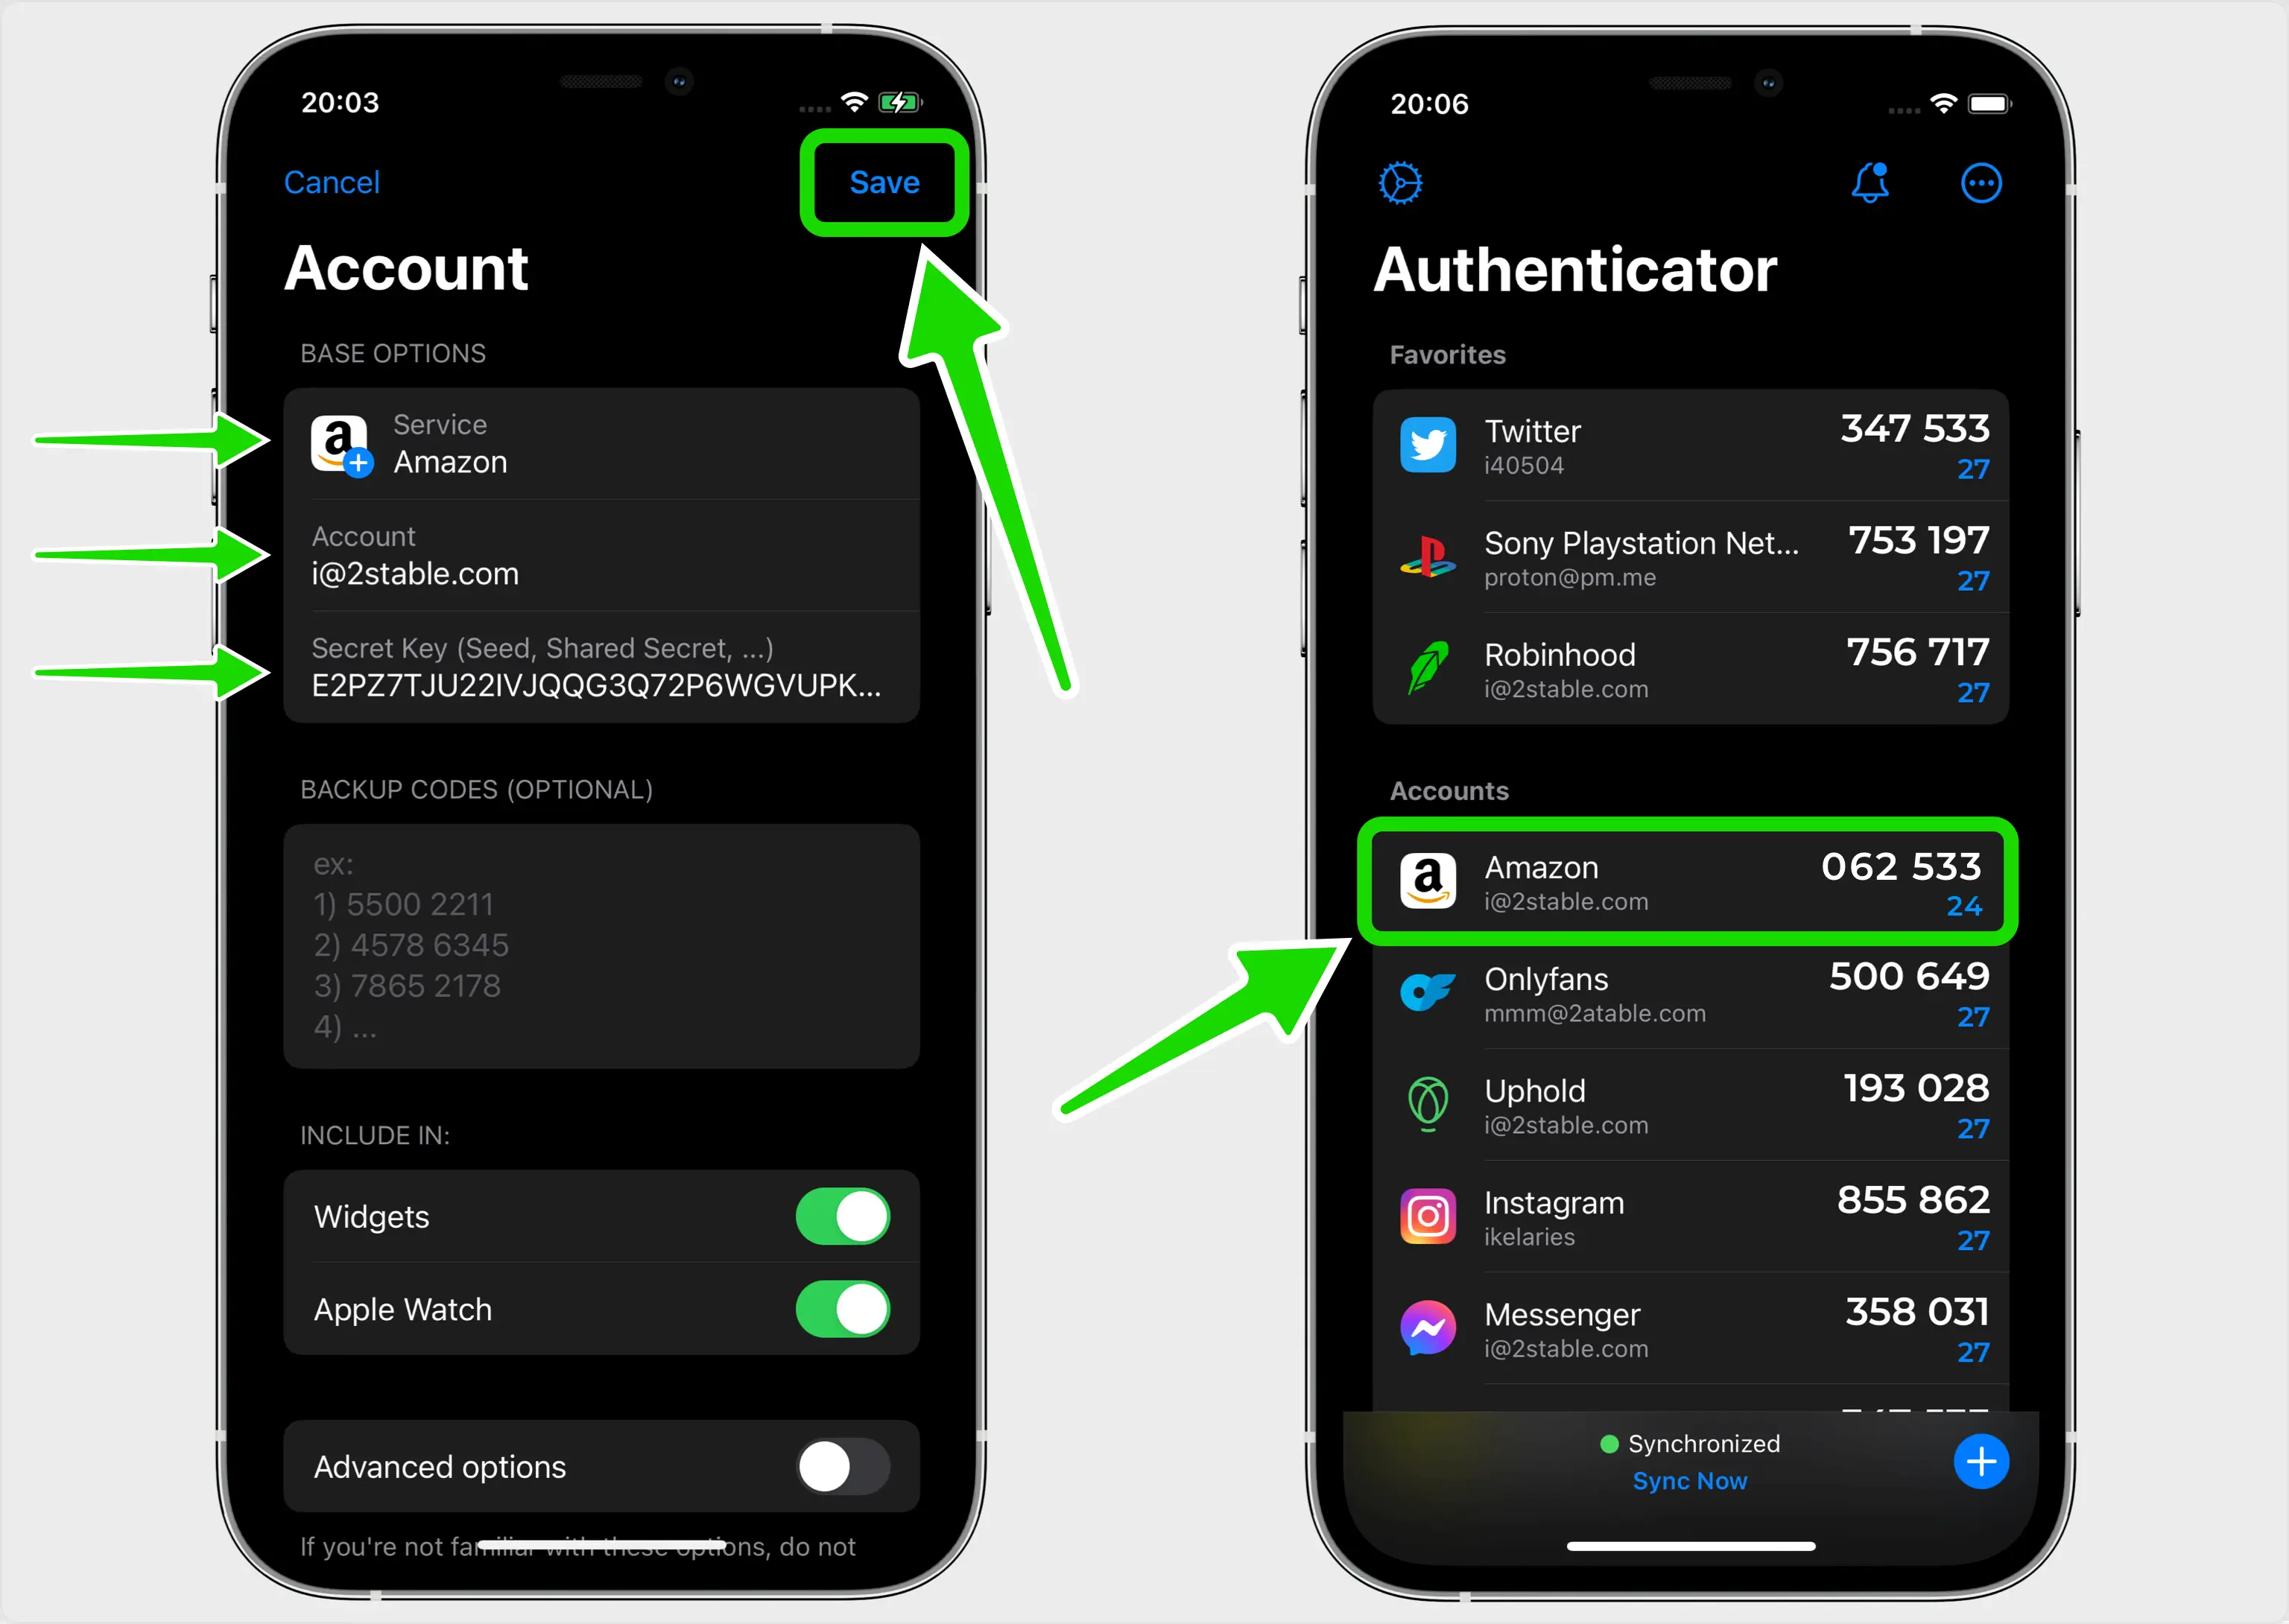 20:03
Cancel
Save
Account
BASE OPTIONS
Service
Amazon
Account
i@2stable.com
Secret Key (Seed, Shared Secret, ...)
E2PZ7TJU22IVJQQG3Q72P6WGVUPK...
BACKUP CODES (OPTIONAL)
ex:
1) 5500 2211
2) 4578 6345
3) 7865 2178
4) ...
INCLUDE IN:
Widgets
Apple Watch
Advanced options
If you're not familiar with these options, do not
20:06
Authenticator
Favorites
Twitter
347 533
i40504
27
Sony Playstation Net...
753 197
proton@pm.me
27
Robinhood
756 717
i@2stable.com
27
Accounts
Amazon
062 533
i@2stable.com
24
Onlyfans
500 649
mmm@2atable.com
27
Uphold
193 028
i@2stable.com
27
Instagram
855 862
ikelaries
27
Messenger
358 031
i@2stable.com
27
Synchronized
Sync Now